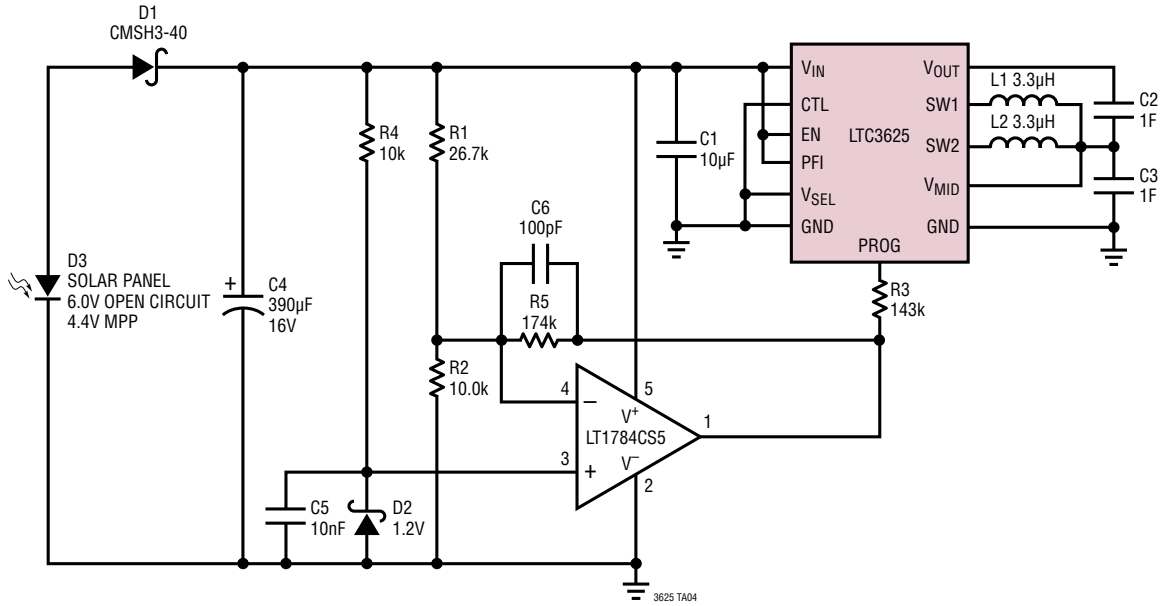 D1
CMSH3-40
R4
10k
R1
26.7k
C1
10µF
VIN
CTL
EN
PFI
VSEL
GND
LTC3625
PROG
VOUT
SW1
SW2
VMID
GND
L1 3.3µH
L2 3.3µH
C2
1F
C3
1F
D3
SOLAR PANEL
6.0V OPEN CIRCUIT
4.4V MPP
+
C4
390µF
16V
C6
100pF
R5
174k
R3
143k
R2
10.0k
4
–
5
V+
LT1784CS5
1
3
+
V–
2
C5
10nF
D2
1.2V
3625 TA04